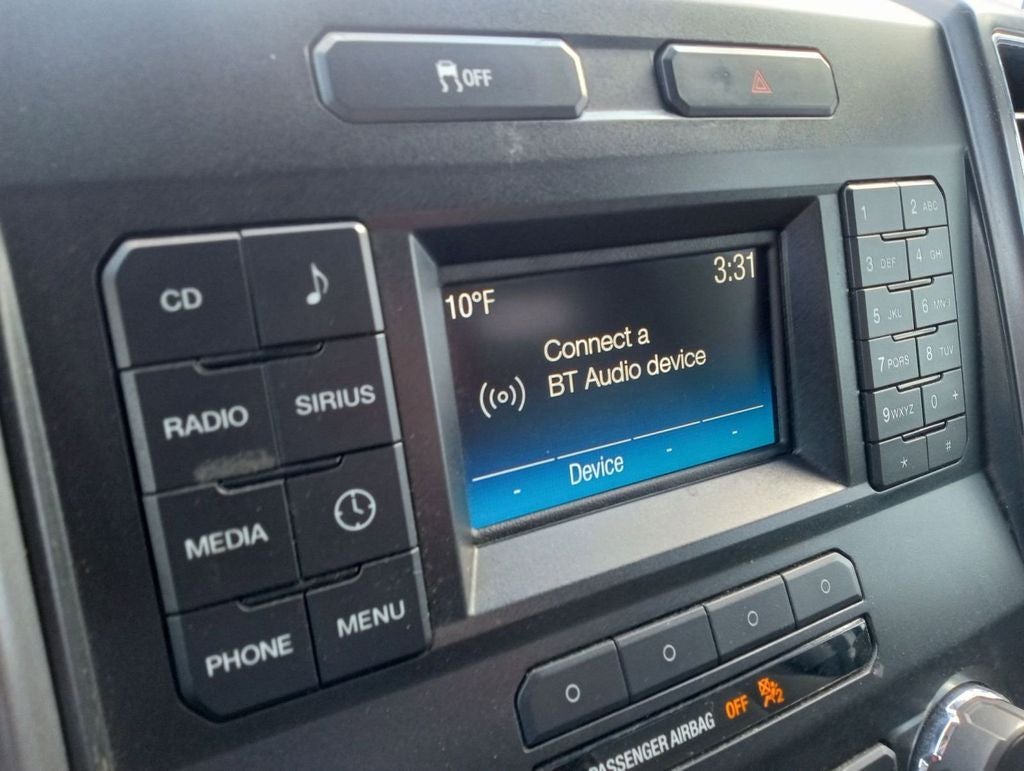 OFF
CD
RADIO
SIRIUS
MEDIA
PHONE
MENU
10°F
3:31
Connect a
BT Audio device
- Device - -
1
2 ABC
3 DEF
4 GHI
5 JKL
6 MNO
7 PQRS
8 TUV
9 WXYZ
0 +
*
#
PASSENGER AIRBAG OFF 2